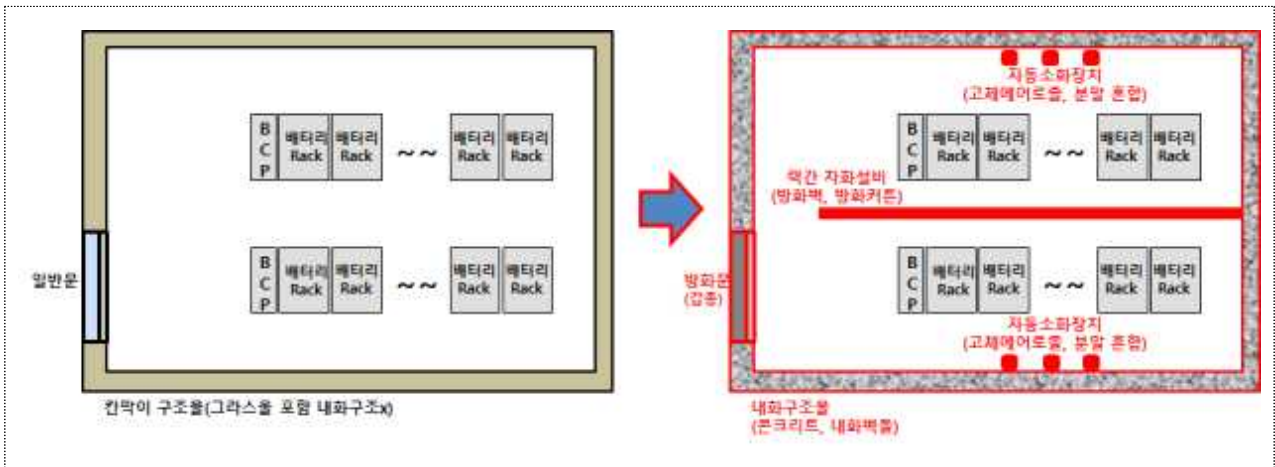 B C P
배터리 Rack
배터리 Rack
~~
배터리 Rack
배터리 Rack
B C P
배터리 Rack
배터리 Rack
~~
배터리 Rack
배터리 Rack
일반문
칸막이 구조물(그라스울 포함 내화구조x)
자동소화장치
(고체에어로졸, 분말 혼합)
B C P
배터리 Rack
배터리 Rack
~~
배터리 Rack
배터리 Rack
랙간
(방화벽, 방화커튼)
B C P
배터리 Rack
배터리 Rack
~~
배터리 Rack
배터리 Rack
방화문
(갑종)
자동소화장치
(고체에어로졸, 분말 혼합)
내화구조물
(콘크리트, 내화벽돌)